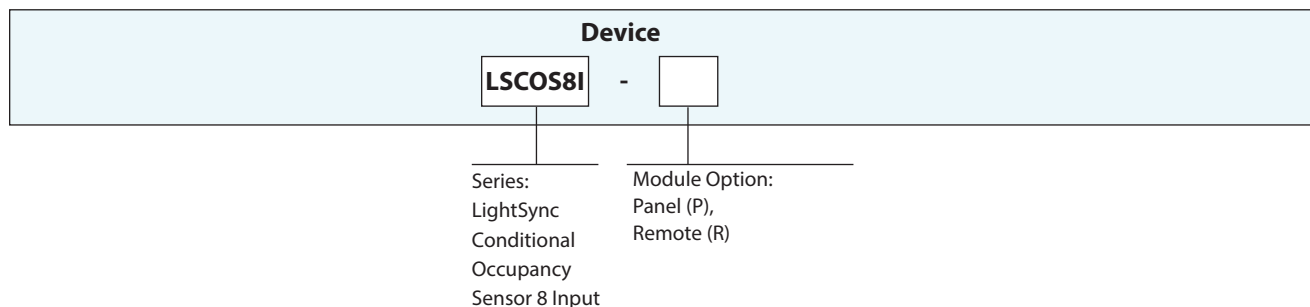 Device
LSCOS8I -
Series:
LightSync
Conditional
Occupancy
Sensor 8 Input
Module Option:
Panel (P),
Remote (R)